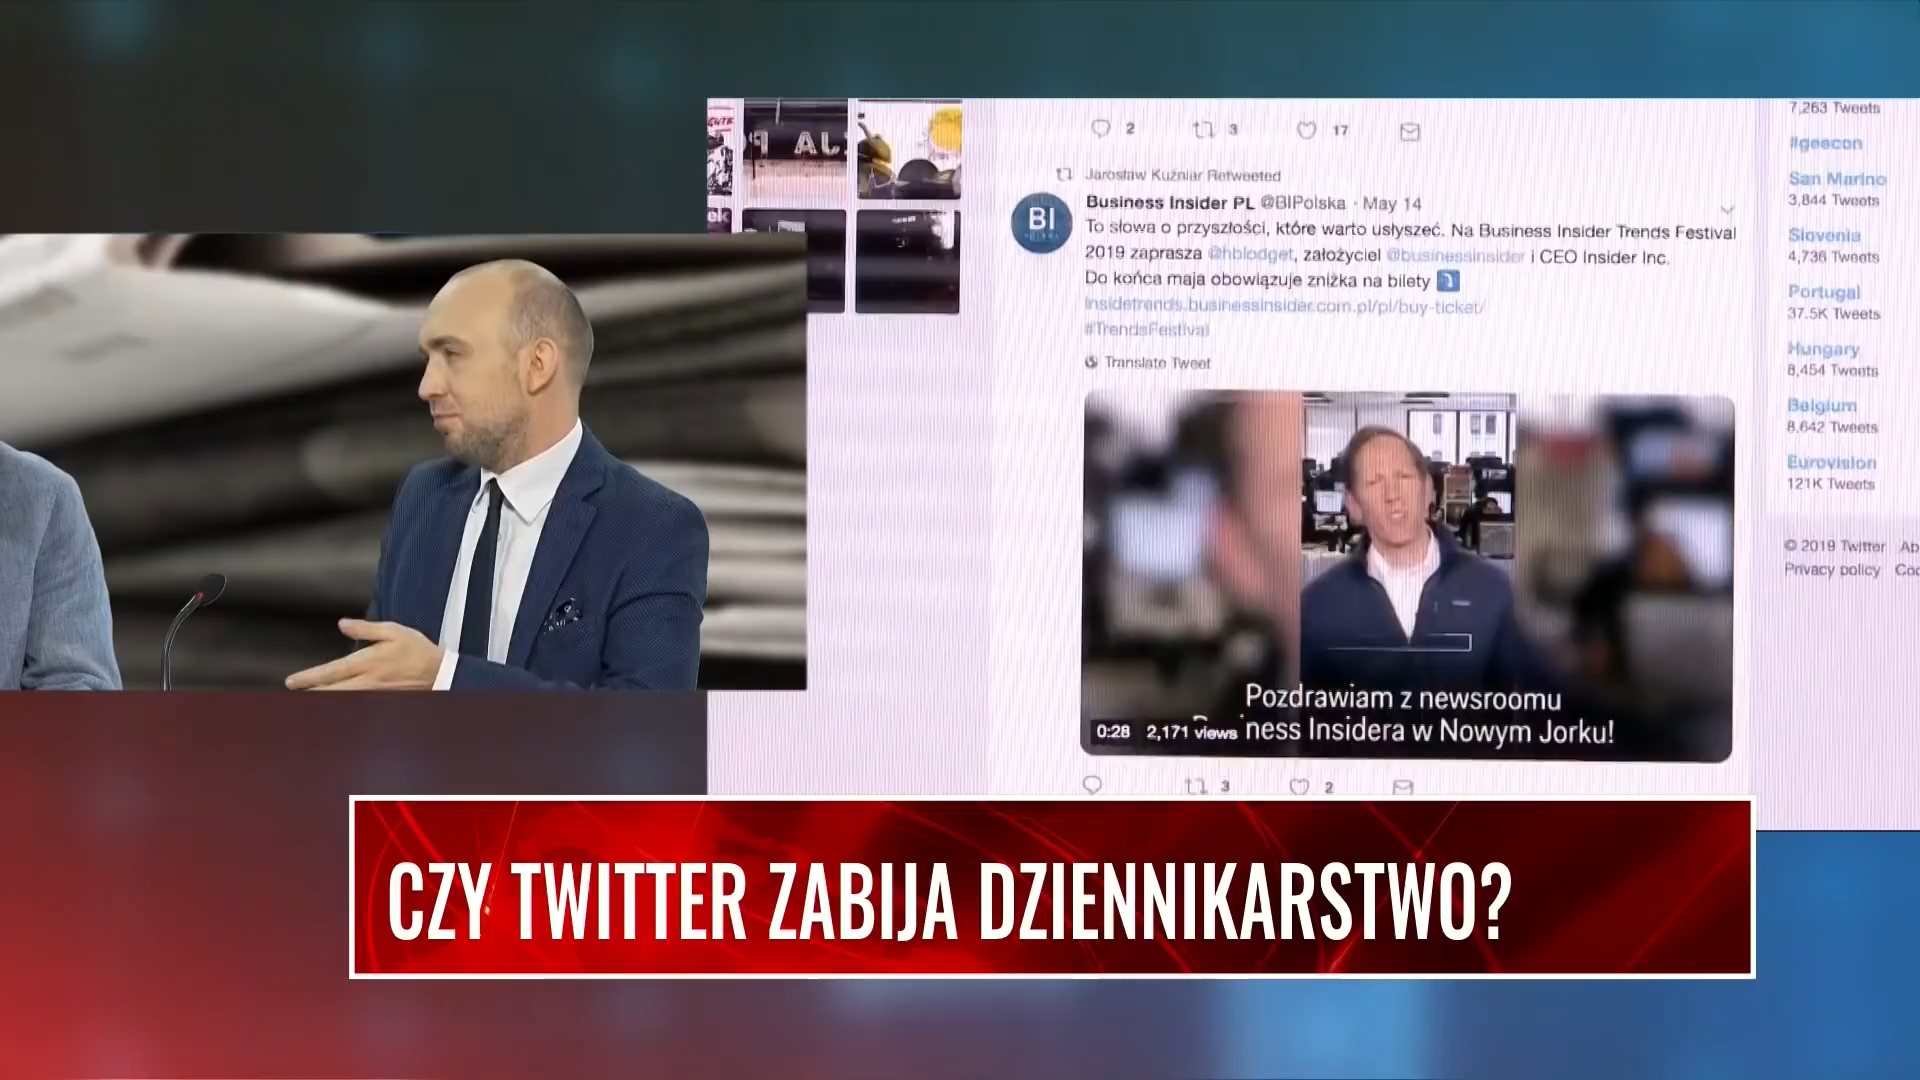 2 3 17
Jarosław Kuźniar Retweeted
Business Insider PL @BIPolska · May 14
To słowa o przyszłości, które warto usłyszeć. Na Business Insider Trends Festival
2019 zaprasza @hblodget, założyciel @businessinsider i CEO Insider Inc.
Do końca maja obowiązuje zniżka na bilety
insidetrends.businessinsider.com.pl/pl/buy-ticket/
#TrendsFestival
Translate Tweet
BI
Pozdrawiam z newsroomu
ness Insidera w Nowym Jorku!
0:28 2,171 views
3 2
7,263 Tweets
#geecon
San Marino
3,844 Tweets
Slovenia
4,736 Tweets
Portugal
37.5K Tweets
Hungary
8,454 Tweets
Belgium
8,642 Tweets
Eurovision
121K Tweets
© 2019 Twitter
Privacy policy
CZY TWITTER ZABIJA DZIENNIKARSTWO?